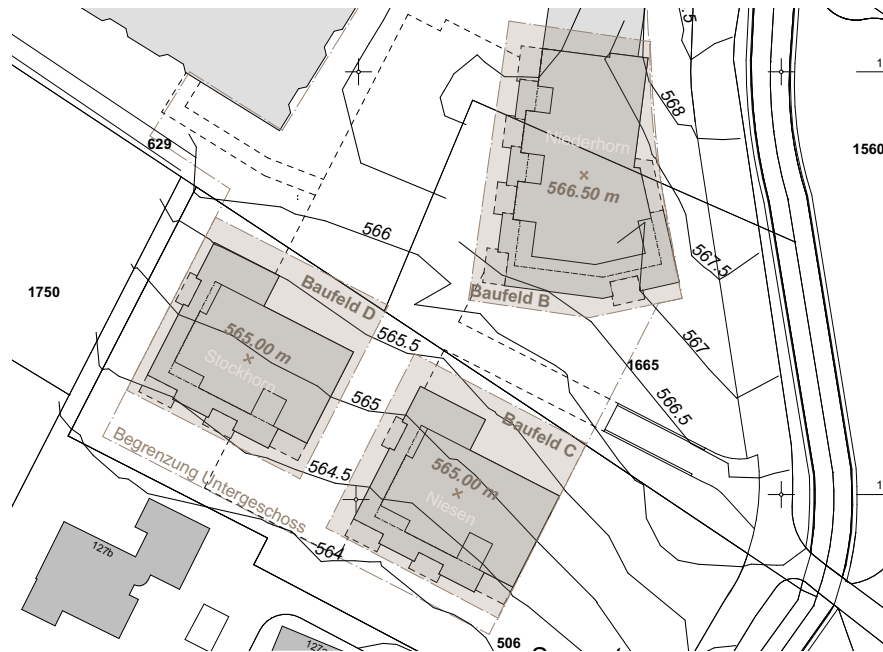 568
629
1560
Niederhorn
566.50 m
566
567.5
1750
Baufeld D
Baufeld B
565.00 m
565.5
567
Stockhorn
1665
565
566.5
Baufeld C
Begrenzung Untergeschoss
564.5
565.00 m
Niesen
127b
564
506